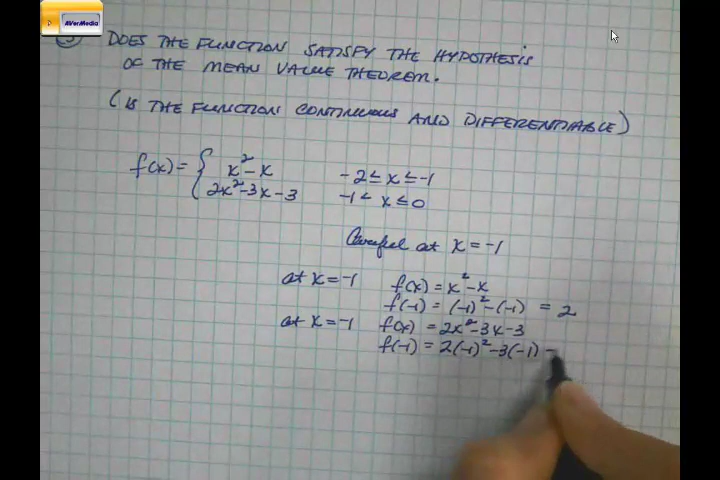 AVerMedia
3 DOES THE FUNCTION SATISFY THE HYPOTHESIS
OF THE MEAN VALUE THEOREM.
(IS THE FUNCTION CONTINUOUS AND DIFFERENTIABLE)
f(x) = { x² - x      -2 ≤ x ≤ -1
2x² - 3x - 3      -1 < x ≤ 0
Careful at x = -1
at x = -1   f(x) = x² - x
f(-1) = (-1)² - (-1) = 2
at x = -1   f(x) = 2x² - 3x - 3
f(-1) = 2(-1)² - 3(-1) -